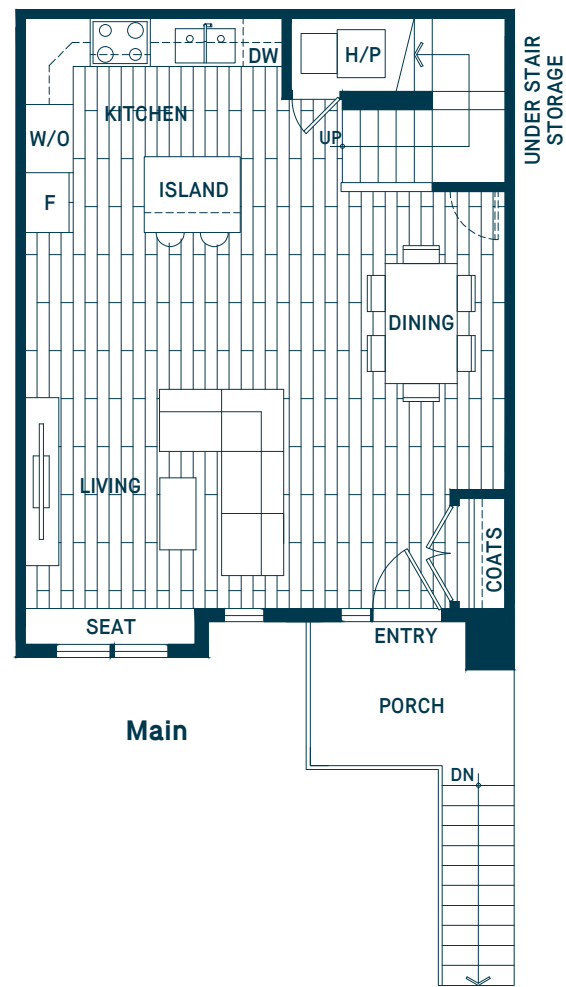 DW
H/P
UNDER STAIR
STORAGE
KITCHEN
W/O
UP
F
ISLAND
DINING
LIVING
COATS
SEAT
ENTRY
PORCH
Main
DN